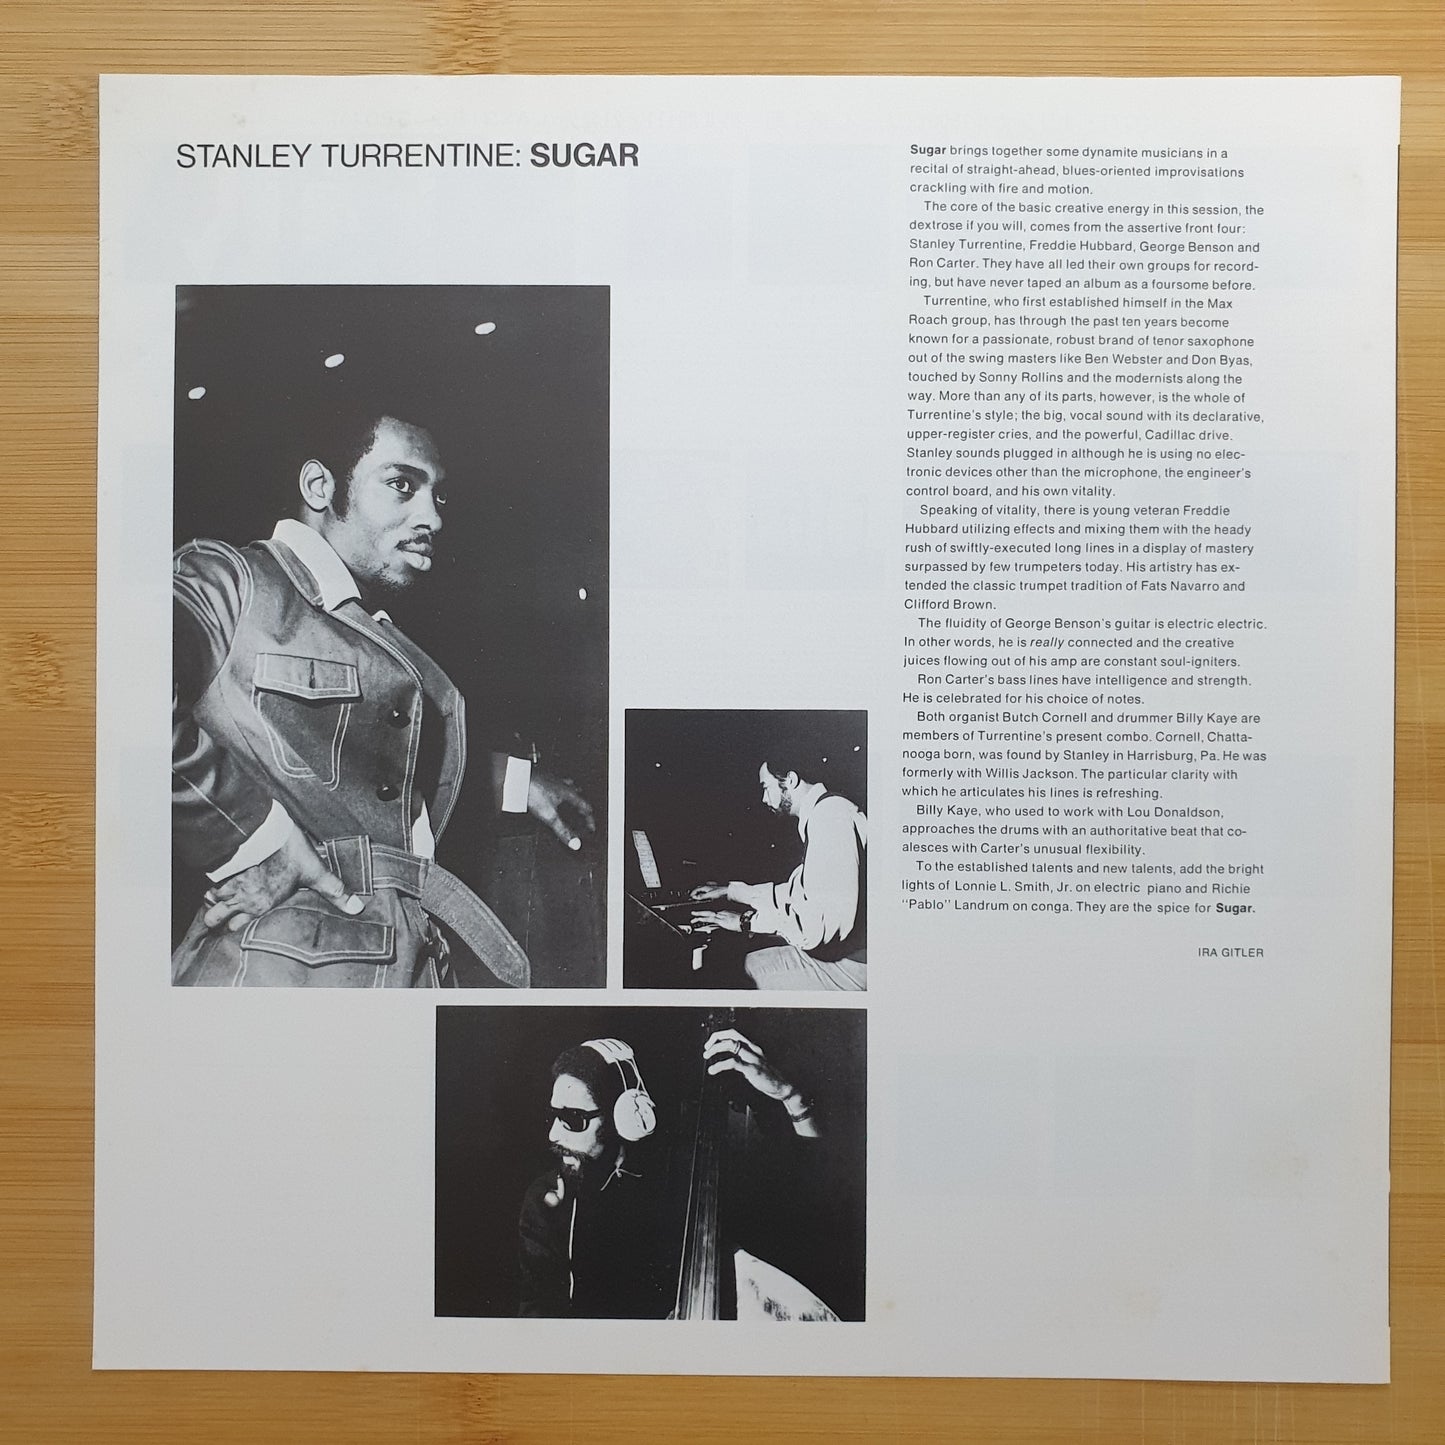 STANLEY TURRENTINE: SUGAR
Sugar brings together some dynamite musicians in a
recital of straight-ahead, blues-oriented improvisations
crackling with fire and motion.
The core of the basic creative energy in this session, the
dextrose if you will, comes from the assertive front four:
Stanley Turrentine, Freddie Hubbard, George Benson and
Ron Carter. They have all led their own groups for record-
ing, but have never taped an album as a foursome before.
Turrentine, who first established himself in the Max
Roach group, has through the past ten years become
known for a passionate, robust brand of tenor saxophone
out of the swing masters like Ben Webster and Don Byas,
touched by Sonny Rollins and the modernists along the
way. More than any of its parts, however, is the whole of
Turrentine's style; the big, vocal sound with its declarative,
upper-register cries, and the powerful, Cadillac drive.
Stanley sounds plugged in although he is using no elec-
tronic devices other than the microphone, the engineer's
control board, and his own vitality.
Speaking of vitality, there is young veteran Freddie
Hubbard utilizing effects and mixing them with the heady
rush of swiftly-executed long lines in a display of mastery
surpassed by few trumpeters today. His artistry has ex-
tended the classic trumpet tradition of Fats Navarro and
Clifford Brown.
The fluidity of George Benson's guitar is electric electric.
In other words, he is really connected and the creative
juices flowing out of his amp are constant soul-igniters.
Ron Carter's bass lines have intelligence and strength.
He is celebrated for his choice of notes.
Both organist Butch Cornell and drummer Billy Kaye are
members of Turrentine's present combo. Cornell, Chatta-
nooga born, was found by Stanley in Harrisburg, Pa. He was
formerly with Willis Jackson. The particular clarity with
which he articulates his lines is refreshing.
Billy Kaye, who used to work with Lou Donaldson,
approaches the drums with an authoritative beat that co-
alesces with Carter's unusual flexibility.
To the established talents and new talents, add the bright
lights of Lonnie L. Smith, Jr. on electric piano and Richie
"Pablo" Landrum on conga. They are the spice for Sugar.
IRA GITLER